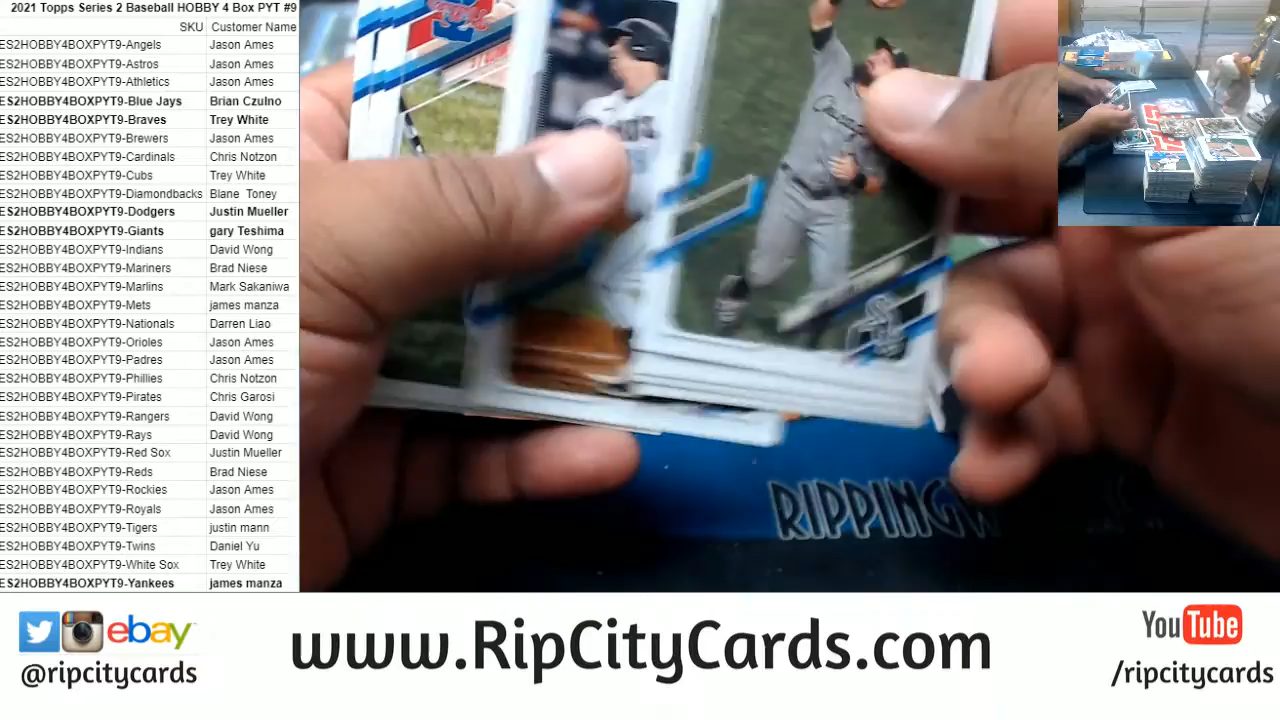 2021 Topps Series 2 Baseball HOBBY 4 Box PYT #9
SKU Customer Name
ES2HOBBY4BOXPYT9-Angels Jason Ames
ES2HOBBY4BOXPYT9-Astros Jason Ames
ES2HOBBY4BOXPYT9-Athletics Jason Ames
ES2HOBBY4BOXPYT9-Blue Jays Brian Czulno
ES2HOBBY4BOXPYT9-Braves Trey White
ES2HOBBY4BOXPYT9-Brewers Jason Ames
ES2HOBBY4BOXPYT9-Cardinals Chris Notzon
ES2HOBBY4BOXPYT9-Cubs Trey White
ES2HOBBY4BOXPYT9-Diamondbacks Blane Toney
ES2HOBBY4BOXPYT9-Dodgers Justin Mueller
ES2HOBBY4BOXPYT9-Giants gary Teshima
ES2HOBBY4BOXPYT9-Indians David Wong
ES2HOBBY4BOXPYT9-Mariners Brad Niese
ES2HOBBY4BOXPYT9-Marlins Mark Sakaniwa
ES2HOBBY4BOXPYT9-Mets james manza
ES2HOBBY4BOXPYT9-Nationals Darren Liao
ES2HOBBY4BOXPYT9-Orioles Jason Ames
ES2HOBBY4BOXPYT9-Padres Jason Ames
ES2HOBBY4BOXPYT9-Phillies Chris Notzon
ES2HOBBY4BOXPYT9-Pirates Chris Garosi
ES2HOBBY4BOXPYT9-Rangers David Wong
ES2HOBBY4BOXPYT9-Rays David Wong
ES2HOBBY4BOXPYT9-Red Sox Justin Mueller
ES2HOBBY4BOXPYT9-Reds Brad Niese
ES2HOBBY4BOXPYT9-Rockies Jason Ames
ES2HOBBY4BOXPYT9-Royals Jason Ames
ES2HOBBY4BOXPYT9-Tigers justin mann
ES2HOBBY4BOXPYT9-Twins Daniel Yu
ES2HOBBY4BOXPYT9-White Sox Trey White
ES2HOBBY4BOXPYT9-Yankees james manza
RIPPING
ebay
@ripcitycards
www.RipCityCards.com
YouTube
/ripcitycards